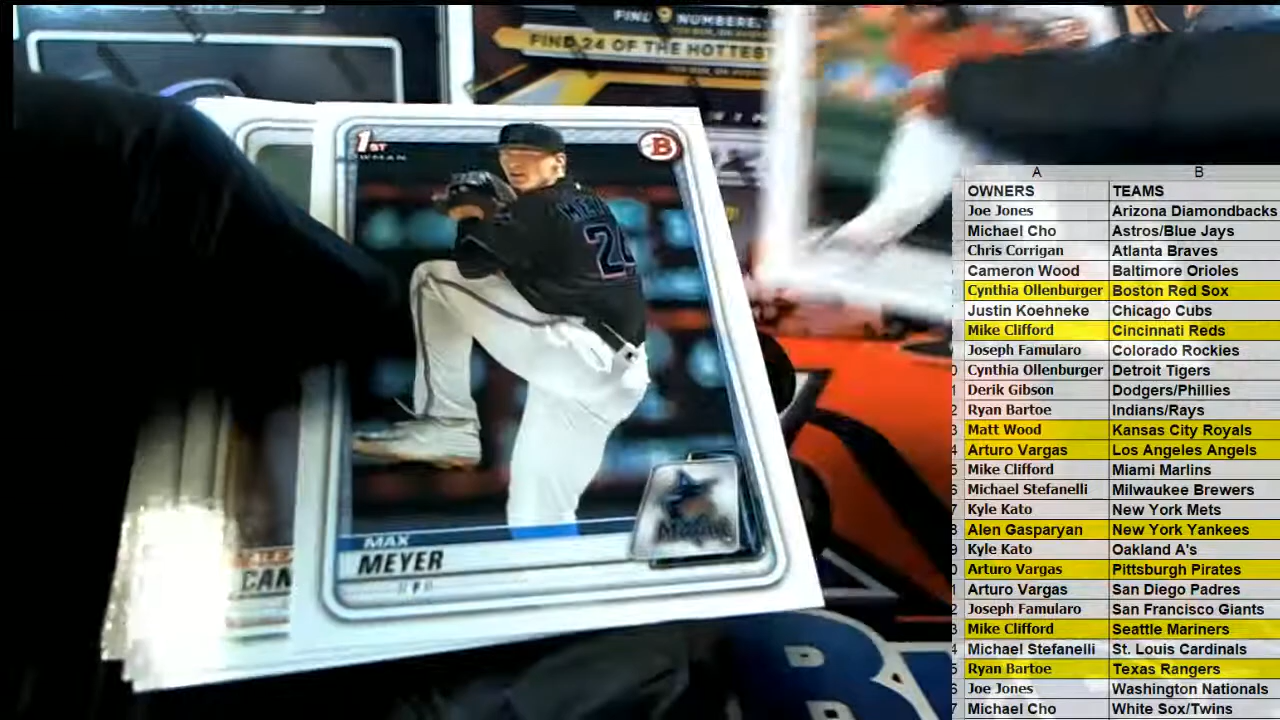 FIND 9 NUMBERE
FIND 24 OF THE HOTTEST
1ST
B
24
MAX
MEYER
CAM
A B
OWNERS TEAMS
Joe Jones Arizona Diamondbacks
Michael Cho Astros/Blue Jays
Chris Corrigan Atlanta Braves
Cameron Wood Baltimore Orioles
Cynthia Ollenburger Boston Red Sox
Justin Koehneke Chicago Cubs
Mike Clifford Cincinnati Reds
Joseph Famularo Colorado Rockies
Cynthia Ollenburger Detroit Tigers
Derik Gibson Dodgers/Phillies
Ryan Bartoe Indians/Rays
Matt Wood Kansas City Royals
Arturo Vargas Los Angeles Angels
Mike Clifford Miami Marlins
Michael Stefanelli Milwaukee Brewers
Kyle Kato New York Mets
Alen Gasparyan New York Yankees
Kyle Kato Oakland A's
Arturo Vargas Pittsburgh Pirates
Arturo Vargas San Diego Padres
Joseph Famularo San Francisco Giants
Mike Clifford Seattle Mariners
Michael Stefanelli St. Louis Cardinals
Ryan Bartoe Texas Rangers
Joe Jones Washington Nationals
Michael Cho White Sox/Twins